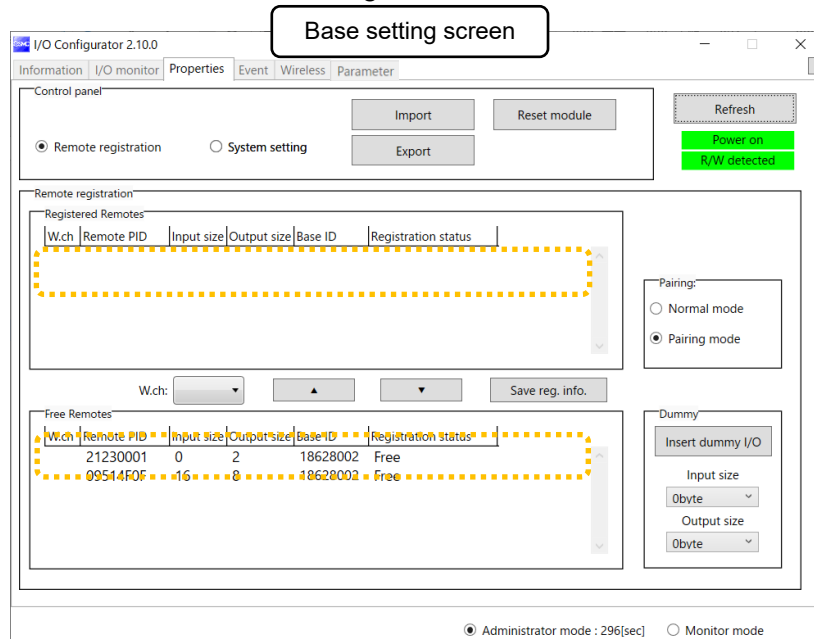 Base setting screen
I/O Configurator 2.10.0
Information I/O monitor Properties Event Wireless Parameter
Control panel
Import Reset module Refresh
Remote registration System setting Export
Power on
R/W detected
Remote registration
Registered Remotes
W.ch Remote PID Input size Output size Base ID Registration status
Pairing:
Normal mode
Pairing mode
W.ch: ▲ ▼ Save reg. info.
Free Remotes
W.ch Remote PID Input size Output size Base ID Registration status
21230001 0 2 18628002 Free
09514F0F 16 8 18628002 Free
Dummy
Insert dummy I/O
Input size
0byte
Output size
0byte
Administrator mode : 296[sec] Monitor mode